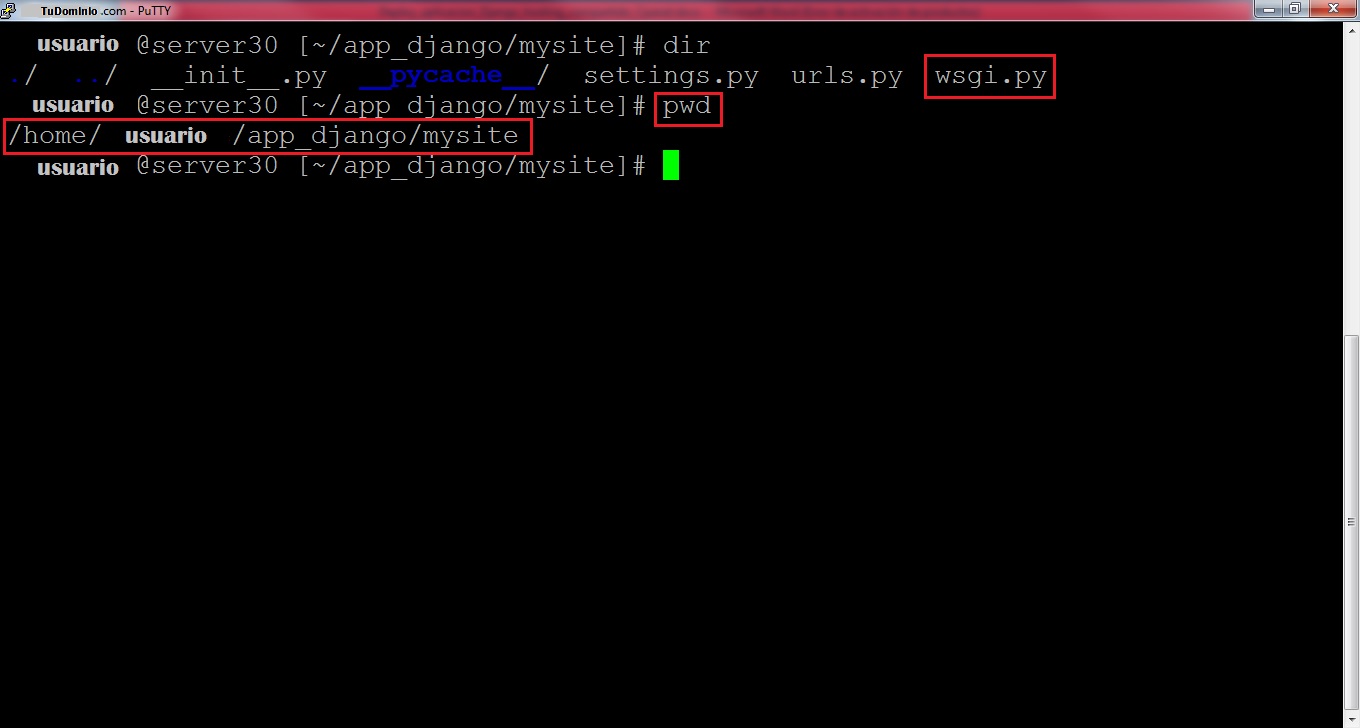 TuDominio .com - PuTTY
usuario @server30 [~/app_django/mysite]# dir
./ ../ __init__.py __pycache__/ settings.py urls.py wsgi.py
usuario @server30 [~/app_django/mysite]# pwd
/home/ usuario /app_django/mysite
usuario @server30 [~/app_django/mysite]#